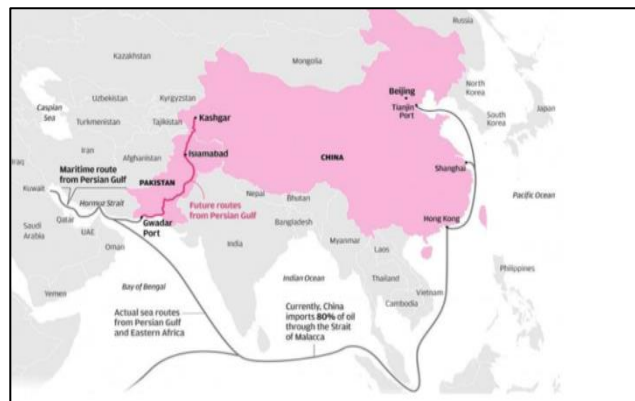 Russia
Kazakhstan
Mongolia
Caspian
Sea
Uzbekistan
Kyrgyzstan
Turkmenistan
Tajikistan
Kashgar
Beijing
Tianjin
Port
North
Korea
South
Korea
Japan
Iran
Afghanistan
Islamabad
CHINA
Iraq
Maritime route
from Persian Gulf
PAKISTAN
Shanghai
Kuwait
Hormuz Strait
Future routes
from Persian Gulf
Nepal
Bhutan
Pacific Ocean
Qatar
Gwadar
Port
Bangladesh
Hong Kong
Saudi
Arabia
UAE
Oman
India
Myanmar
Laos
Philippines
Yemen
Bay of Bengal
Indian Ocean
Thailand
Vietnam
Cambodia
Actual sea routes
from Persian Gulf
and Eastern Africa
Currently, China
imports 80% of oil
through the Strait
of Malacca